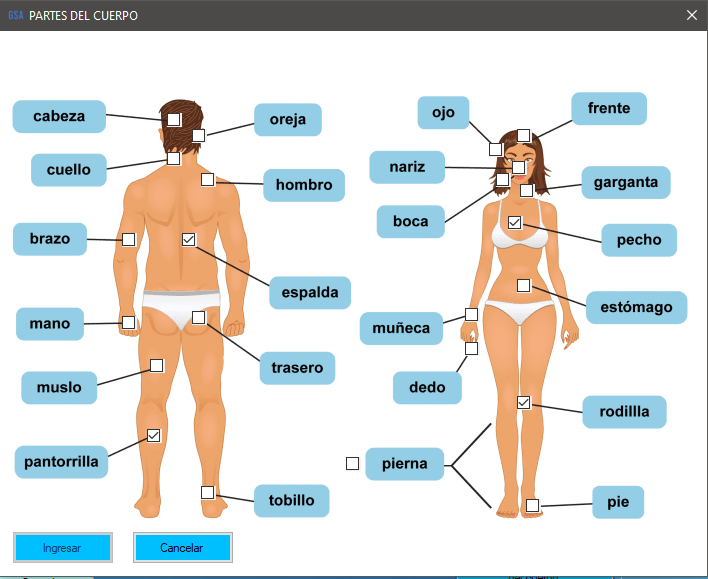 GSA PARTES DEL CUERPO
cabeza
oreja
cuello
hombro
brazo
espalda
mano
trasero
muslo
pantorrilla
tobillo
ojo
frente
nariz
garganta
boca
pecho
estómago
muñeca
dedo
rodillla
pierna
pie
Ingresar
Cancelar